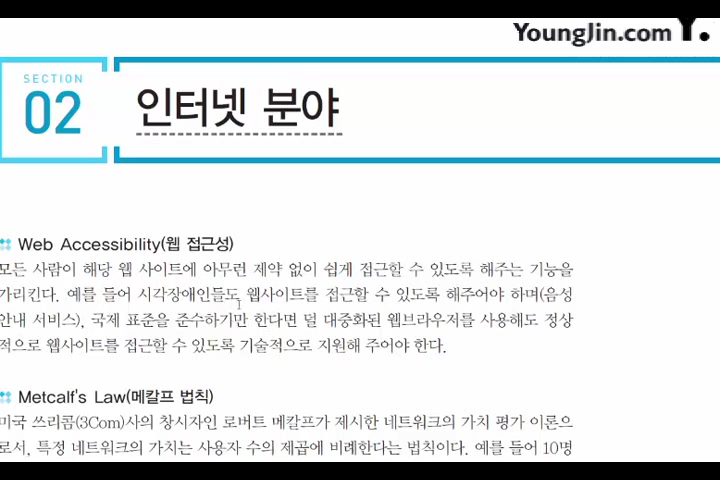 YoungJin.com Y.
SECTION
02
인터넷 분야
Web Accessibility(웹 접근성)
모든 사람이 해당 웹 사이트에 아무런 제약 없이 쉽게 접근할 수 있도록 해주는 기능을
가리킨다. 예를 들어 시각장애인들도 웹사이트를 접근할 수 있도록 해주어야 하며(음성
안내 서비스), 국제 표준을 준수하기만 한다면 덜 대중화된 웹브라우저를 사용해도 정상
적으로 웹사이트를 접근할 수 있도록 기술적으로 지원해 주어야 한다.
Metcalf's Law(메칼프 법칙)
미국 쓰리콤(3Com)사의 창시자인 로버트 메칼프가 제시한 네트워크의 가치 평가 이론으
로서, 특정 네트워크의 가치는 사용자 수의 제곱에 비례한다는 법칙이다. 예를 들어 10명